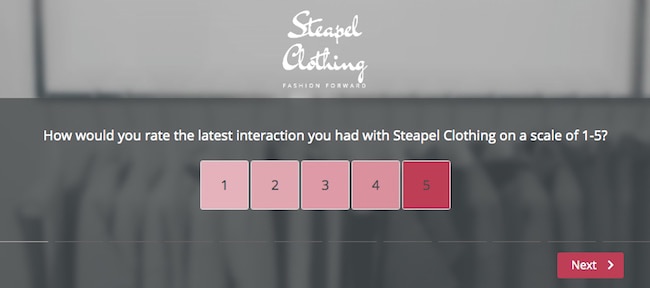 Steapel
Clothing
FASHION FORWARD
How would you rate the latest interaction you had with Steapel Clothing on a scale of 1-5?
1 2 3 4 5
Next